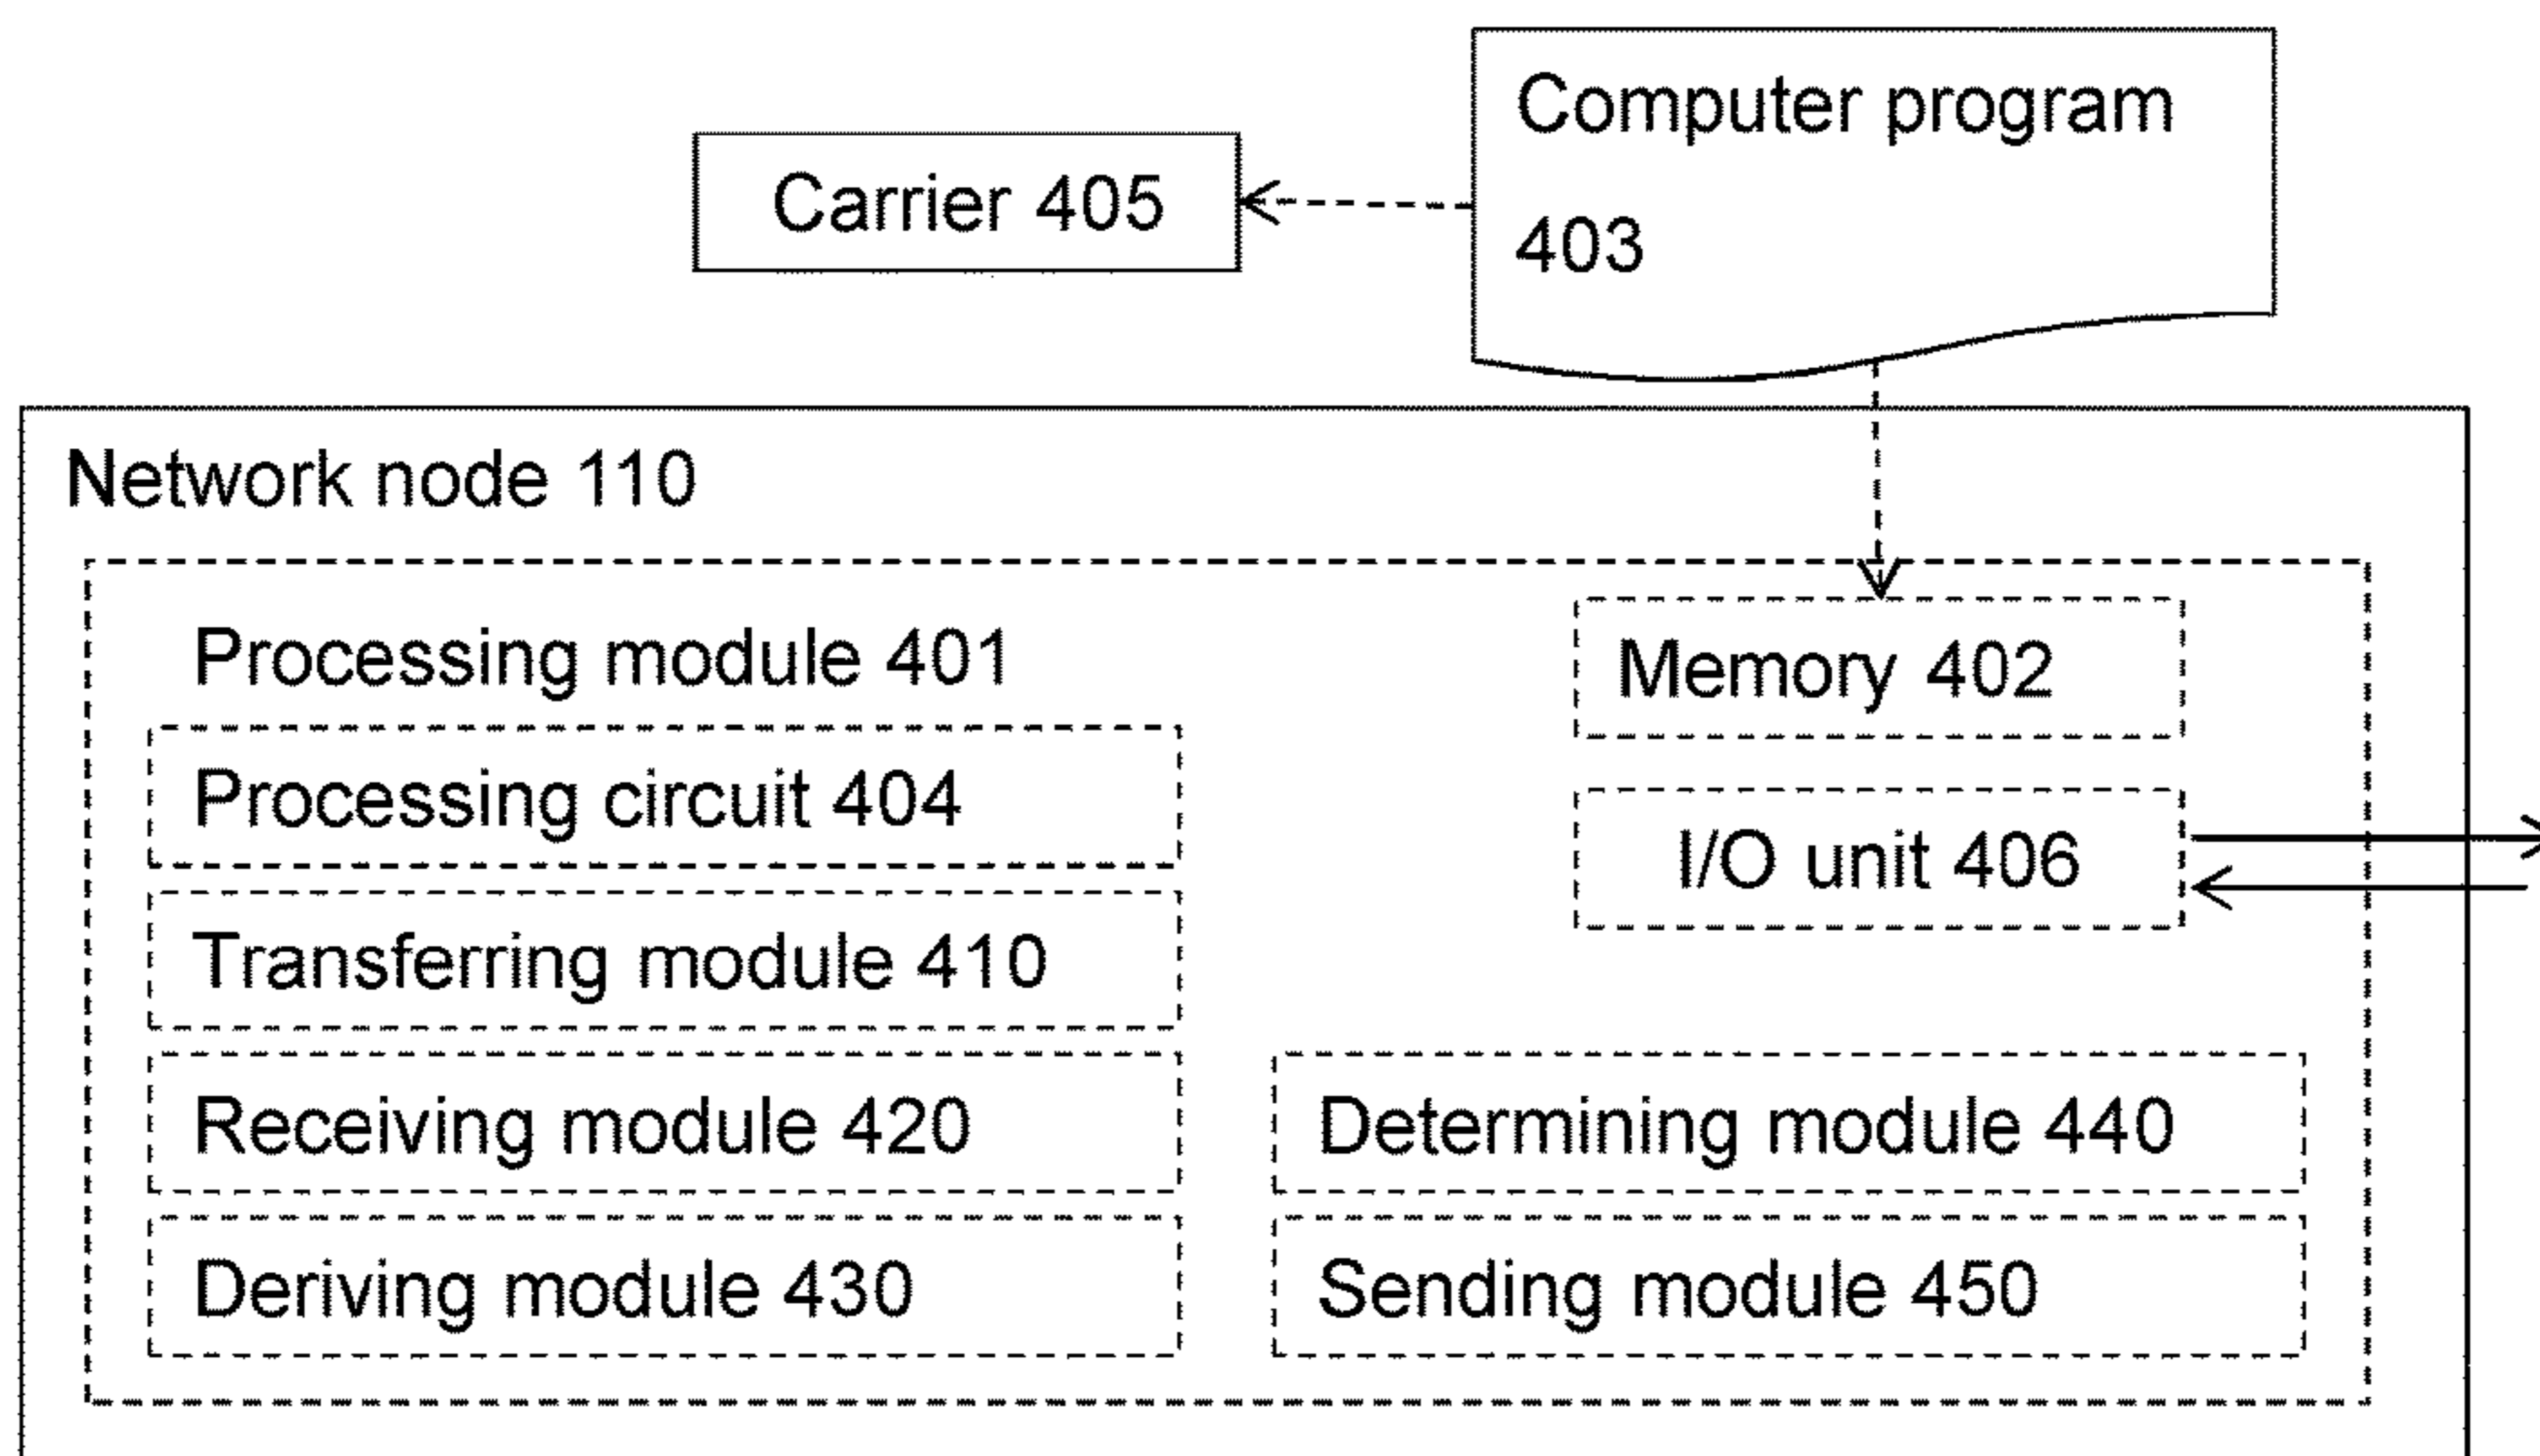 Computer program
403
Carrier 405
Network node 110
Processing module 401
Memory 402
Processing circuit 404
I/O unit 406
Transferring module 410
Receiving module 420
Determining module 440
Deriving module 430
Sending module 450